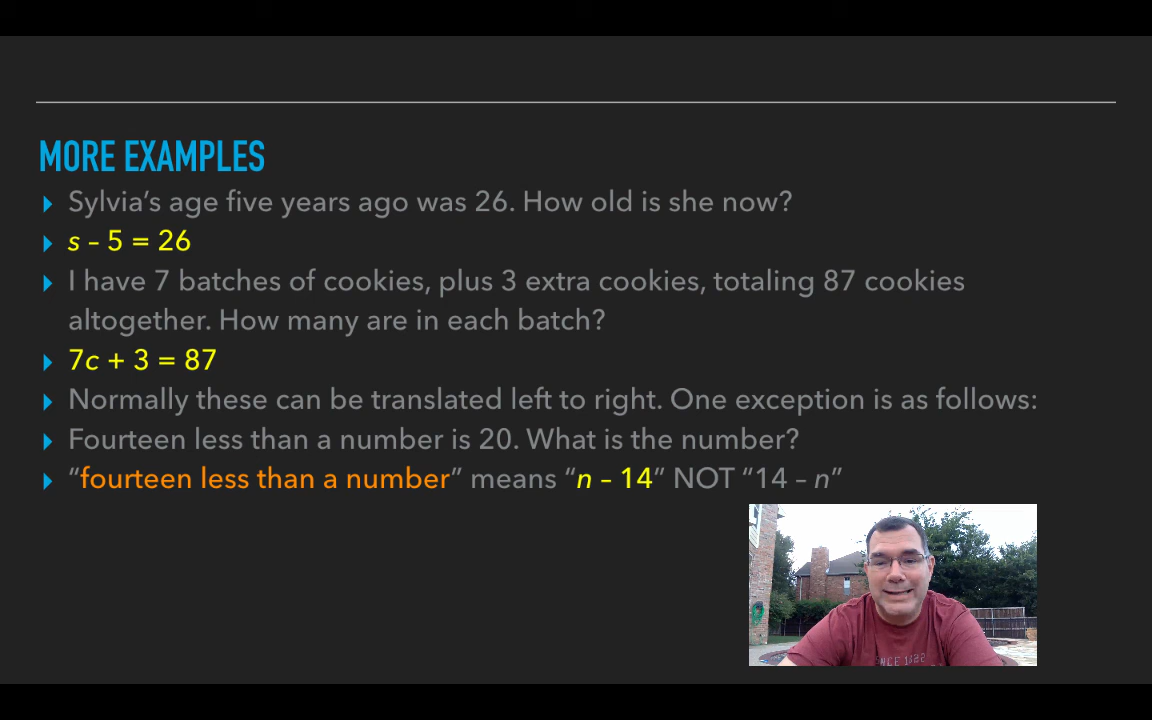 MORE EXAMPLES
Sylvia’s age five years ago was 26. How old is she now?
s – 5 = 26
I have 7 batches of cookies, plus 3 extra cookies, totaling 87 cookies
altogether. How many are in each batch?
7c + 3 = 87
Normally these can be translated left to right. One exception is as follows:
Fourteen less than a number is 20. What is the number?
“fourteen less than a number” means “n – 14” NOT “14 – n”
SINCE 1822